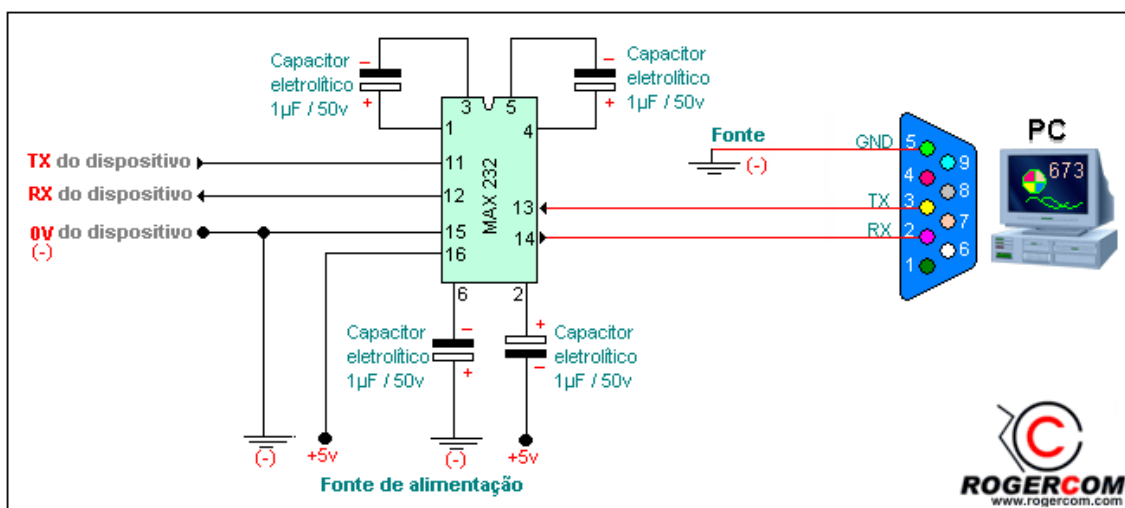 Capacitor
eletrolítico
1µF / 50v
–
+
3
5
1
4
–
+
Capacitor
eletrolítico
1µF / 50v
TX do dispositivo
RX do dispositivo
0V do dispositivo
(-)
11
12
15
16
MAX 232
13
14
6
2
Fonte
(-)
GND
TX
RX
5
9
4
8
3
7
2
6
1
PC
673
Capacitor
eletrolítico
1µF / 50v
–
+
+
–
Capacitor
eletrolítico
1µF / 50v
(-)
+5v
(-)
+5v
Fonte de alimentação
C
ROGERCOM
www.rogercom.com